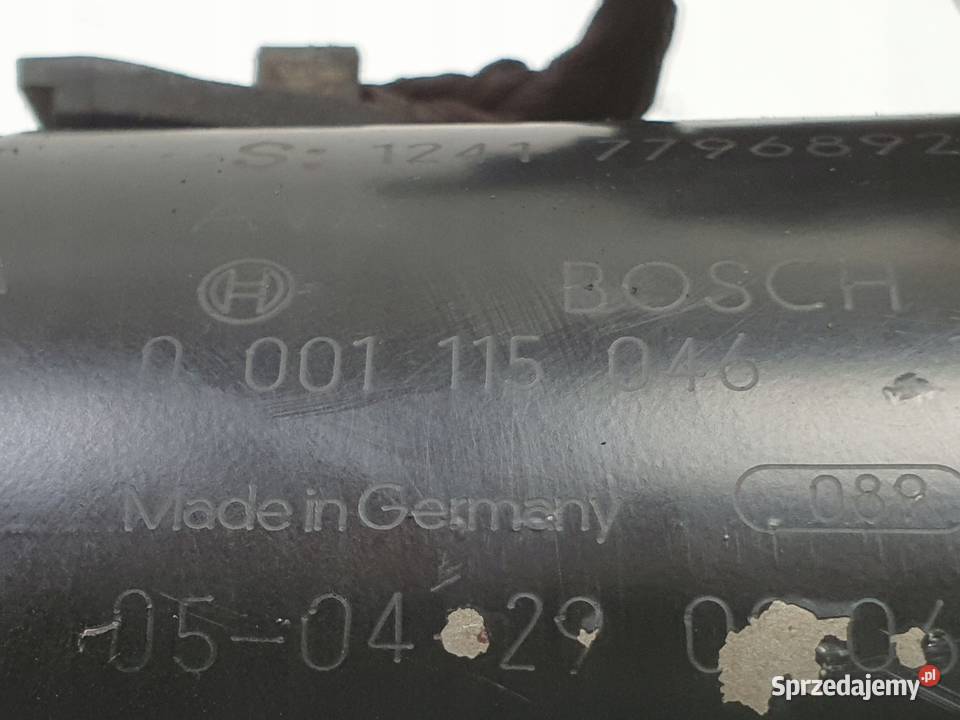 S: 1241 7796892
H BOSCH
0 001 115 046
Made in Germany
089
05-04-29
Sprzedajemy.pl